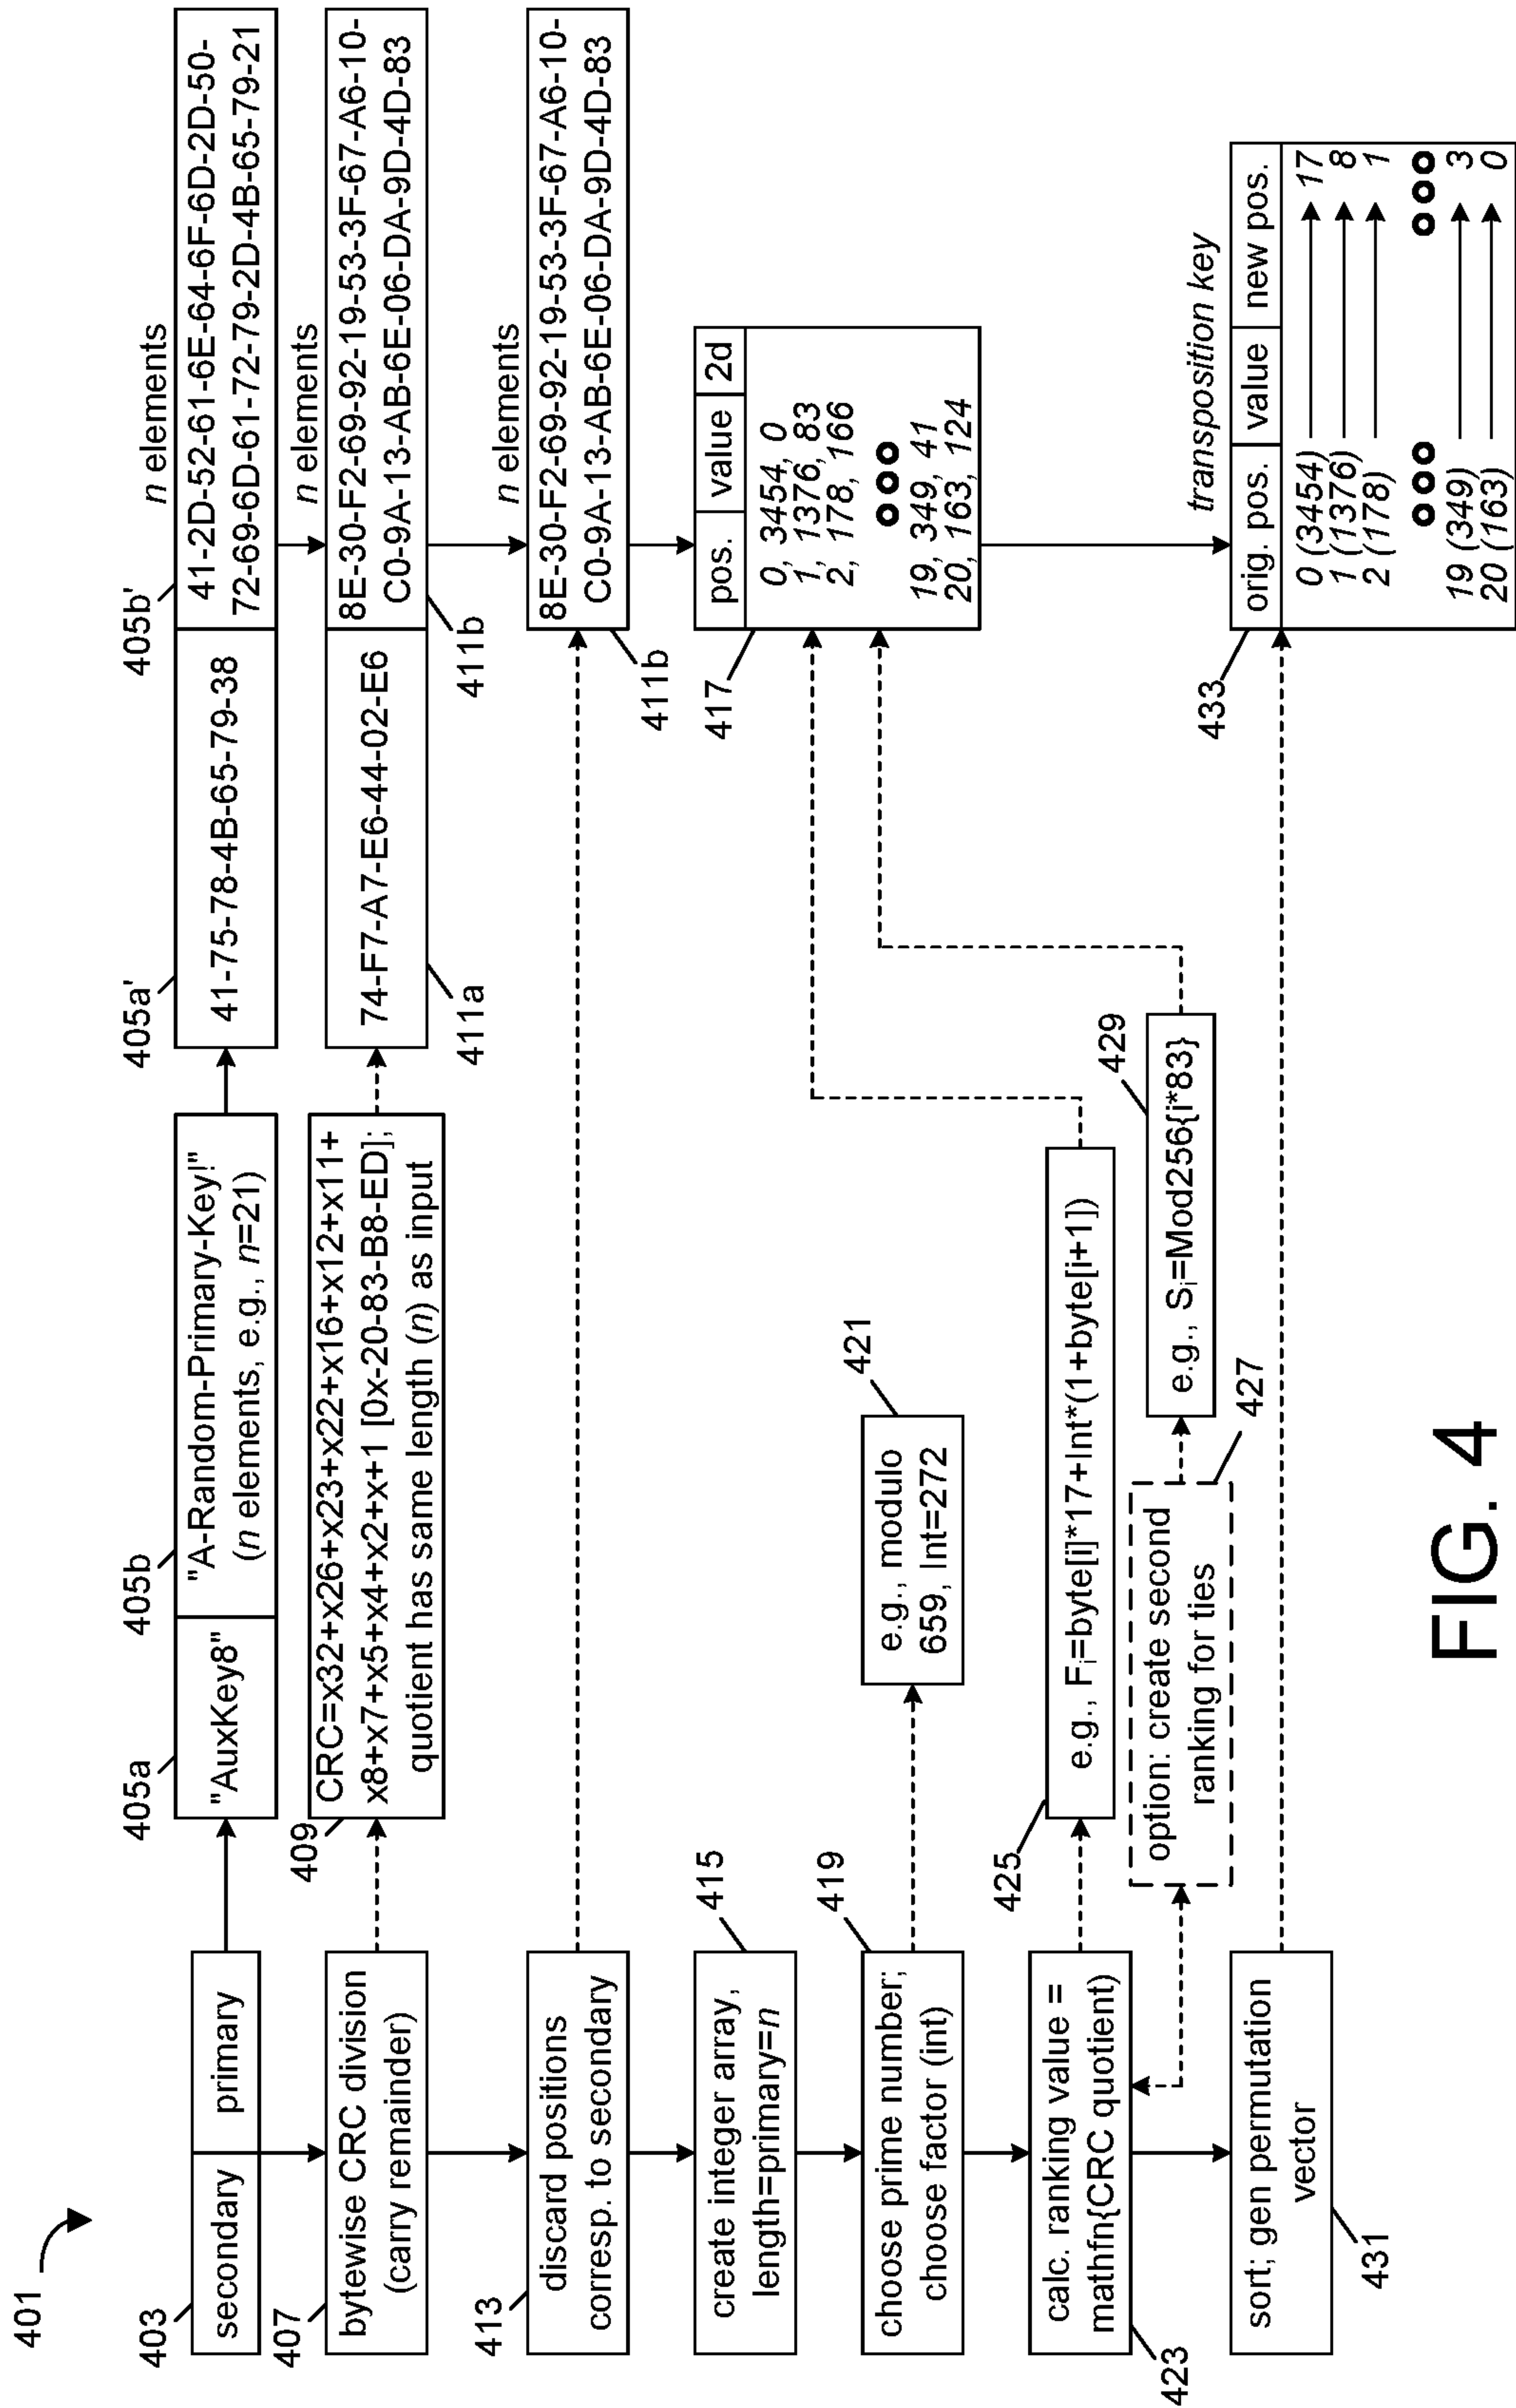 401
403
secondary
primary
405a
"AuxKey8"
405b
"A-Random-Primary-Key!"
(n elements, e.g., n=21)
405a'
41-75-78-4B-65-79-38
405b'
n elements
41-2D-52-61-6E-64-6F-6D-2D-50-
72-69-6D-61-72-79-2D-4B-65-79-21
407
bytewise CRC division
(carry remainder)
409
CRC=x32+x26+x23+x22+x16+x12+x11+
x8+x7+x5+x4+x2+x+1 [0x-20-83-B8-ED];
quotient has same length (n) as input
74-F7-A7-E6-44-02-E6
411a
n elements
8E-30-F2-69-92-19-53-3F-67-A6-10-
C0-9A-13-AB-6E-06-DA-9D-4D-83
411b
413
discard positions
corresp. to secondary
n elements
8E-30-F2-69-92-19-53-3F-67-A6-10-
C0-9A-13-AB-6E-06-DA-9D-4D-83
411b
415
create integer array,
length=primary=n
417
pos.
value
2d
0, 3454, 0
1, 1376, 83
2, 178, 166
19, 349, 41
20, 163, 124
419
choose prime number;
choose factor (int)
421
e.g., modulo
659, Int=272
423
calc. ranking value =
mathfn{CRC quotient)
425
e.g., Fi=byte[i]*17+Int*(1+byte[i+1])
427
option: create second
ranking for ties
429
e.g., Si=Mod256{i*83}
431
sort; gen permutation
vector
433
transposition key
orig. pos.
value
new pos.
0 (3454) 17
1 (1376) 8
2 (178) 1
19 (349) 3
20 (163) 0
FIG. 4